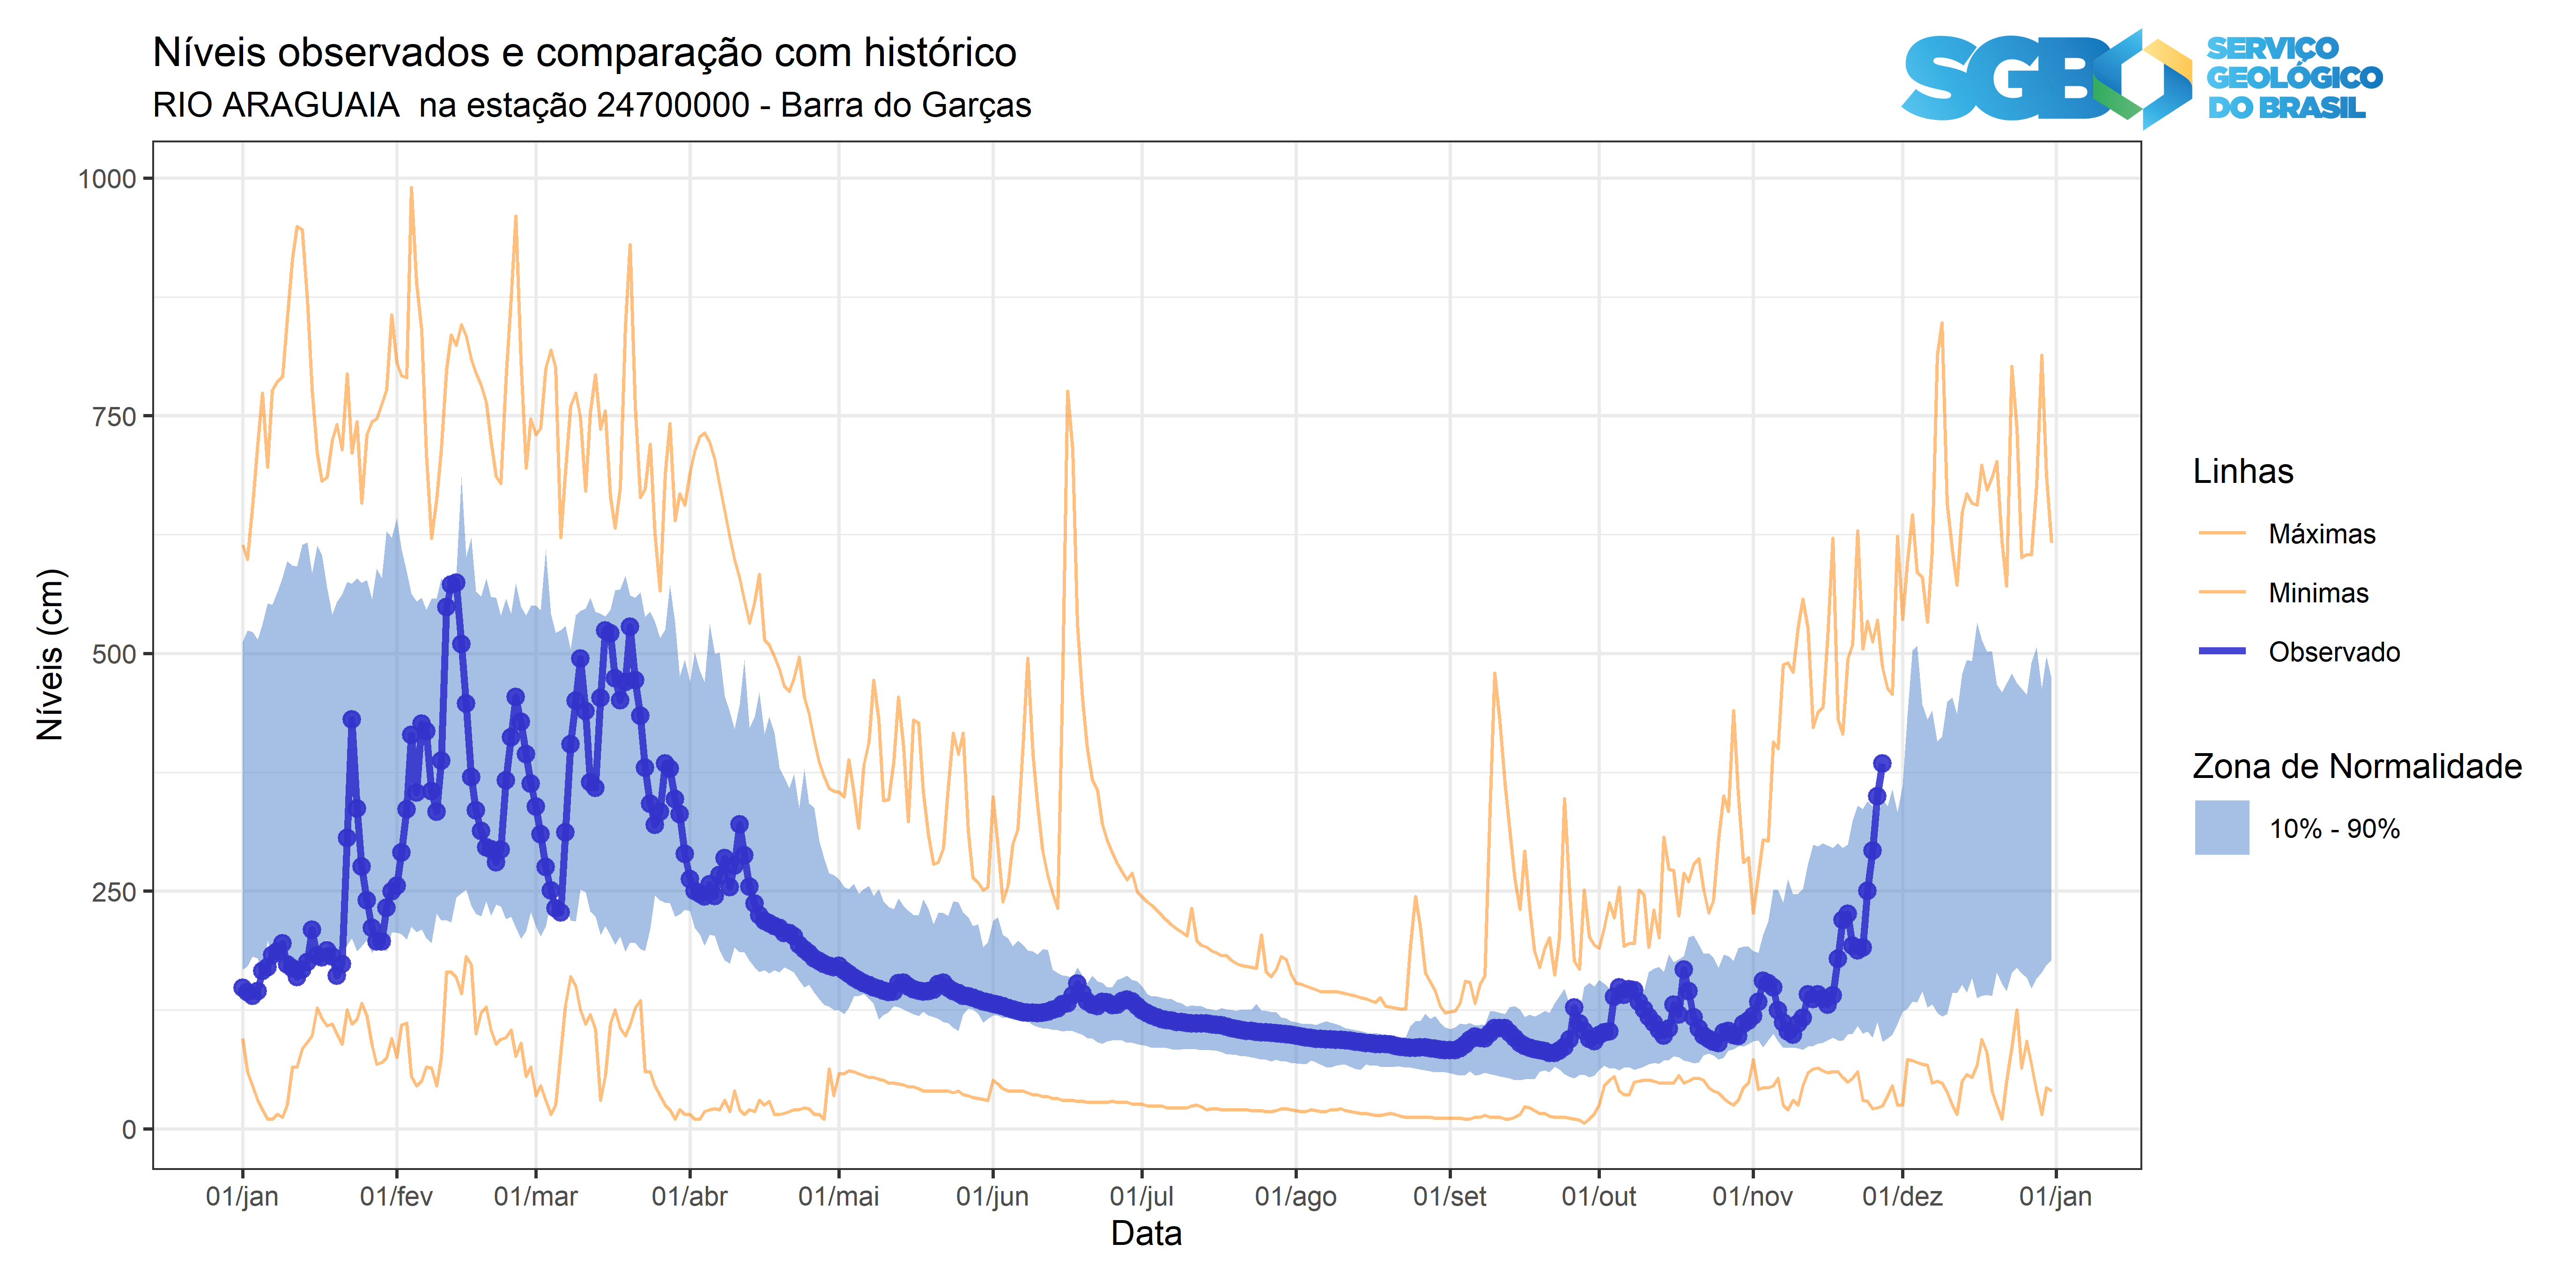 Níveis observados e comparação com histórico
RIO ARAGUAIA  na estação 24700000 - Barra do Garças
SGB
SERVIÇO
GEOLÓGICO
DO BRASIL
Níveis (cm)
1000
750
500
250
0
01/jan
01/fev
01/mar
01/abr
01/mai
01/jun
01/jul
01/ago
01/set
01/out
01/nov
01/dez
01/jan
Data
Linhas
Máximas
Minimas
Observado
Zona de Normalidade
10% - 90%